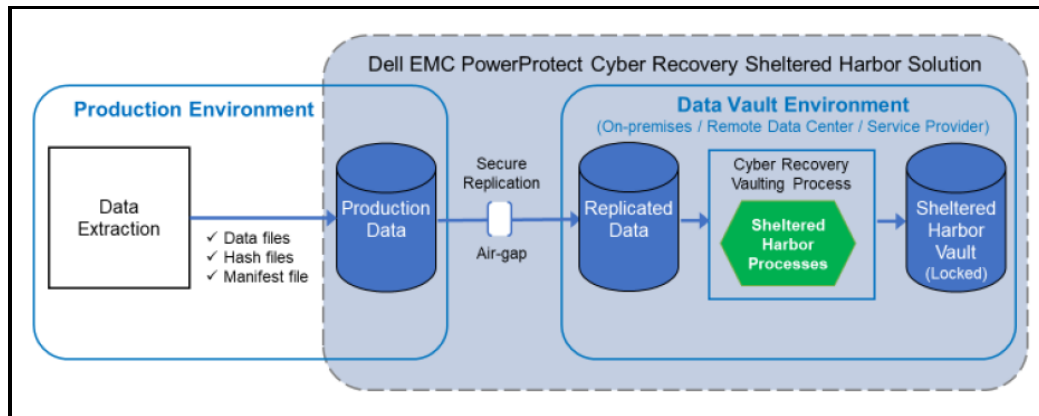 Dell EMC PowerProtect Cyber Recovery Sheltered Harbor Solution
Production Environment
Data Vault Environment
(On-premises / Remote Data Center / Service Provider)
Data
Extraction
✓ Data files
✓ Hash files
✓ Manifest file
Production
Data
Secure
Replication
Air-gap
Replicated
Data
Cyber Recovery
Vaulting Process
Sheltered
Harbor
Processes
Sheltered
Harbor
Vault
(Locked)